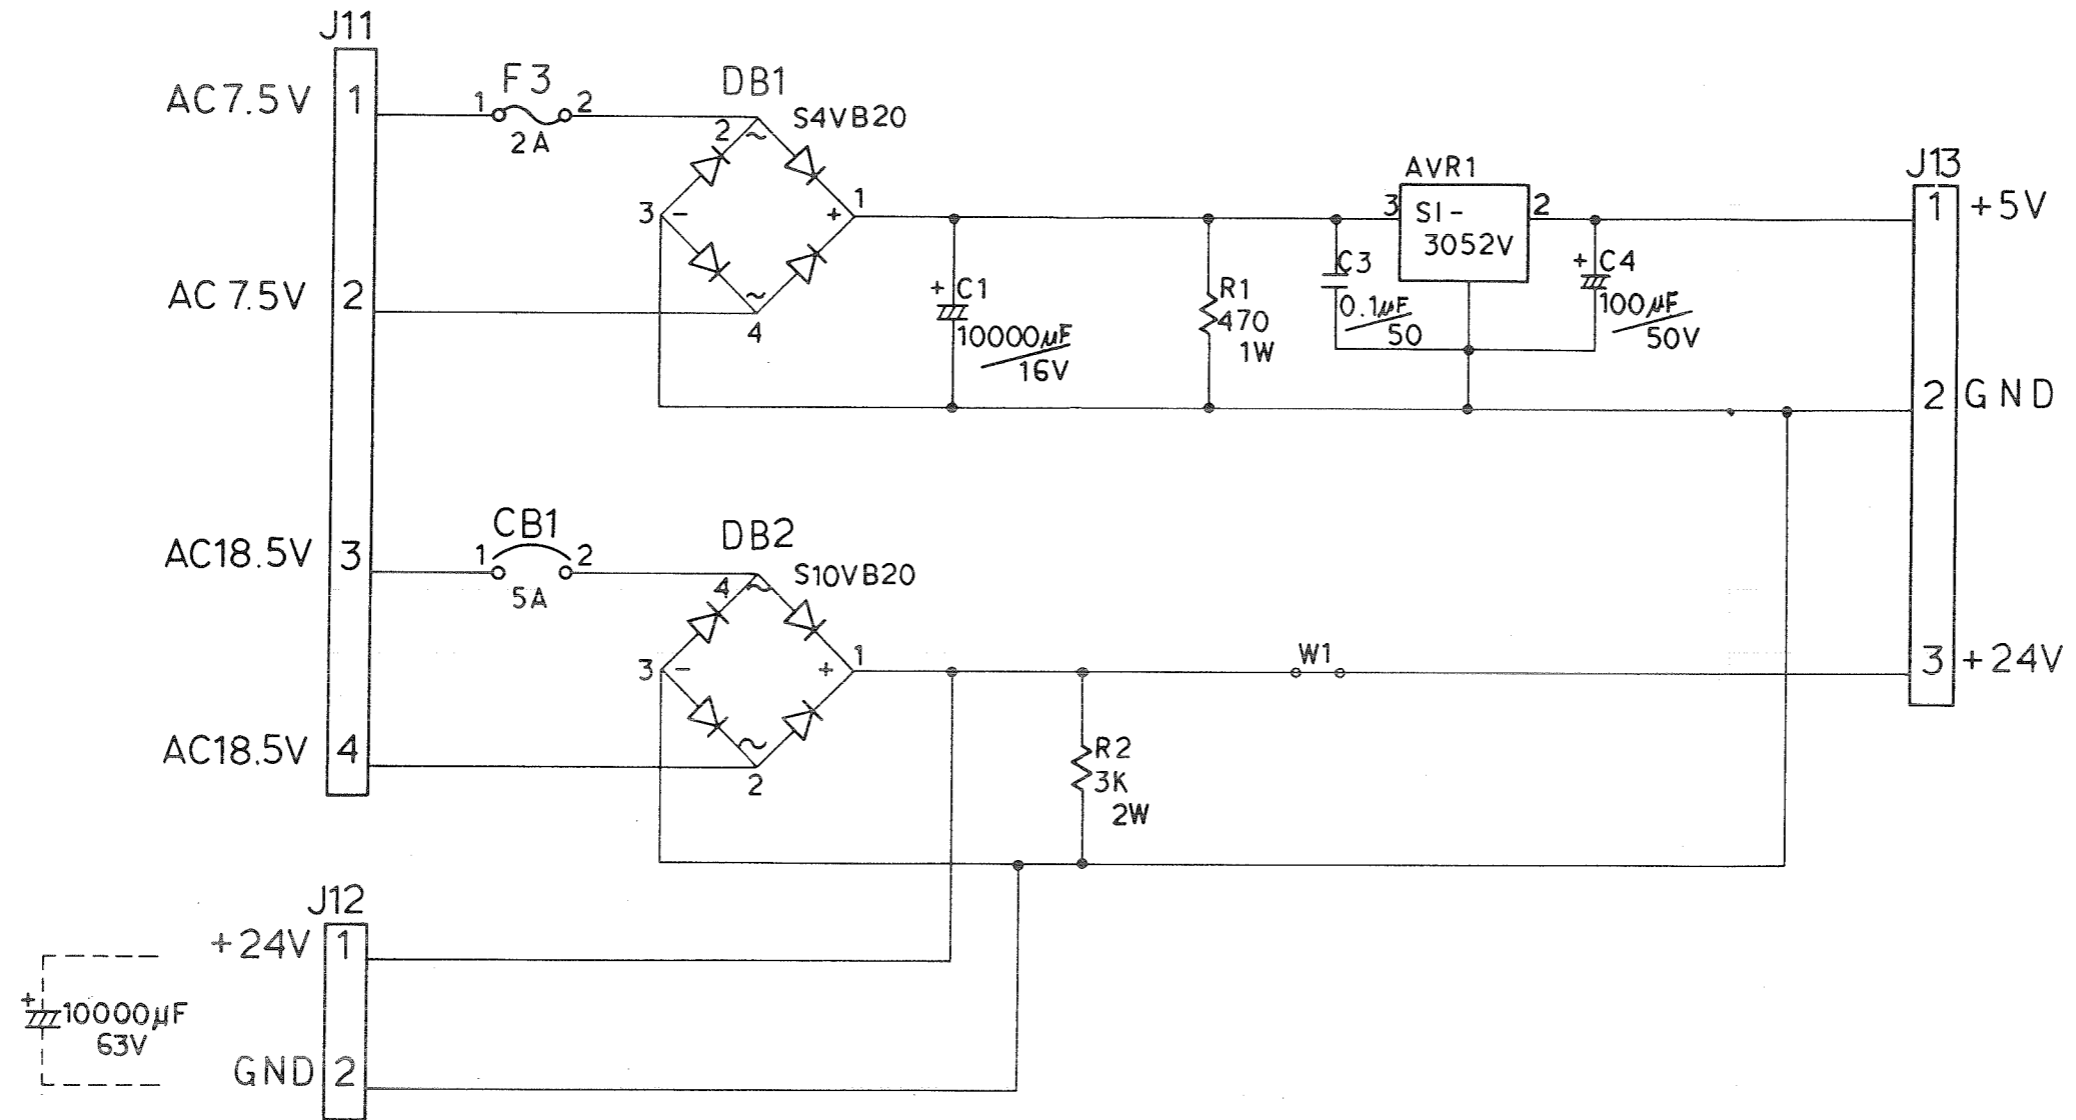 J11
AC7.5V 1
1 F3 2
2A
DB1
S4VB20
2 ~
3 -
+ 1
~
4
AC 7.5V 2
+ C1
10000µF/16V
R1
470
1W
C3
0.1µF/50
AVR1
3 SI- 2
3052V
+ C4
100µF/50V
J13
1 +5V
2 GND
3 +24V
AC18.5V 3
CB1
1 2
5A
DB2
S10VB20
4 ~
3 -
+ 1
~
2
AC18.5V 4
W1
R2
3K
2W
J12
+24V 1
+
10000µF
63V
GND 2